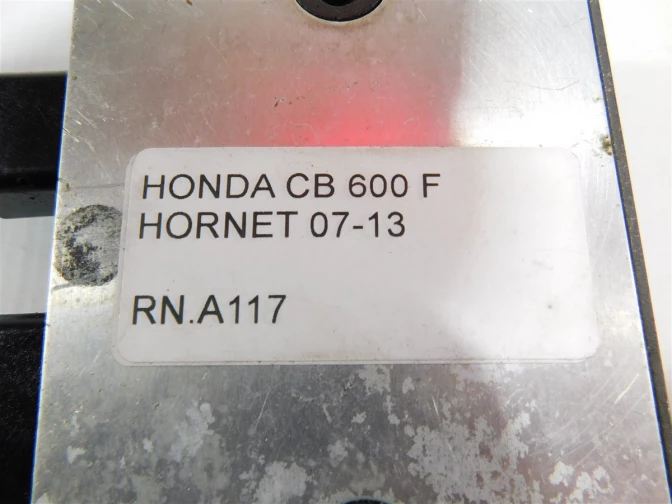 HONDA CB 600 F
HORNET 07-13
RN.A117